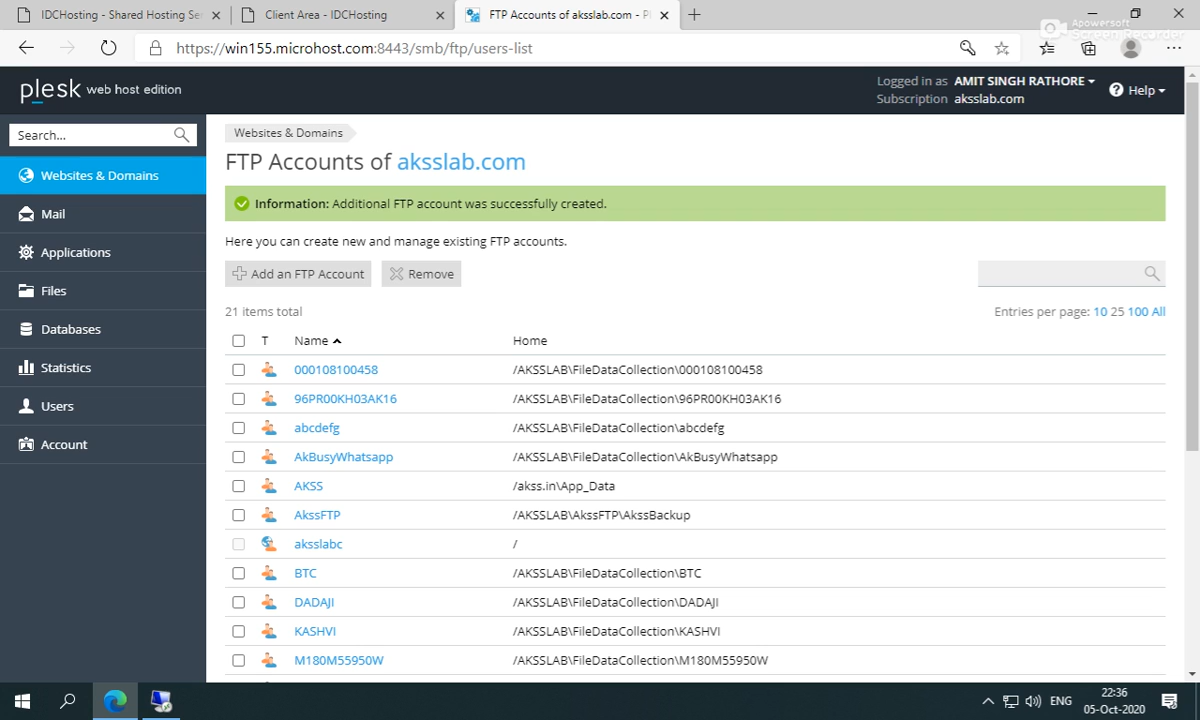 IDCHosting - Shared Hosting Se
Client Area - IDCHosting
FTP Accounts of aksslab.com - Pl
Apowersoft
Screen Recorder
https://win155.microhost.com:8443/smb/ftp/users-list
plesk web host edition
Logged in as AMIT SINGH RATHORE
Subscription aksslab.com
Help
Search...
Websites & Domains
Mail
Applications
Files
Databases
Statistics
Users
Account
Websites & Domains
FTP Accounts of aksslab.com
Information: Additional FTP account was successfully created.
Here you can create new and manage existing FTP accounts.
Add an FTP Account
Remove
21 items total
Entries per page: 10 25 100 All
T Name Home
000108100458 /AKSSLAB\FileDataCollection\000108100458
96PR00KH03AK16 /AKSSLAB\FileDataCollection\96PR00KH03AK16
abcdefg /AKSSLAB\FileDataCollection\abcdefg
AkBusyWhatsapp /AKSSLAB\FileDataCollection\AkBusyWhatsapp
AKSS /akss.in\App_Data
AkssFTP /AKSSLAB\AkssFTP\AkssBackup
aksslabc /
BTC /AKSSLAB\FileDataCollection\BTC
DADAJI /AKSSLAB\FileDataCollection\DADAJI
KASHVI /AKSSLAB\FileDataCollection\KASHVI
M180M55950W /AKSSLAB\FileDataCollection\M180M55950W
ENG
22:36
05-Oct-2020